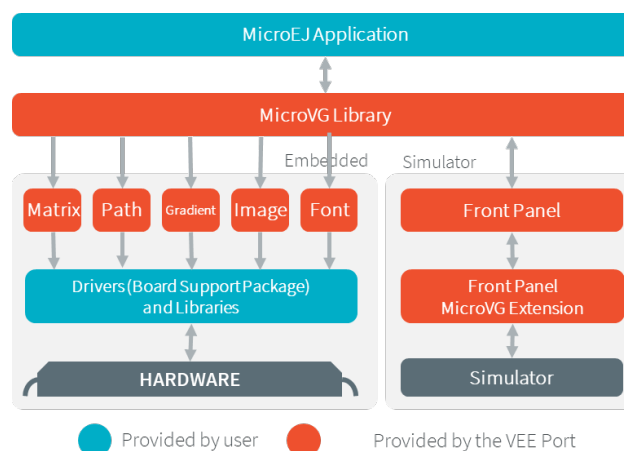 MicroEJ Application
MicroVG Library
Embedded
Simulator
Matrix
Path
Gradient
Image
Font
Front Panel
Drivers (Board Support Package)
and Libraries
Front Panel
MicroVG Extension
HARDWARE
Simulator
Provided by user
Provided by the VEE Port